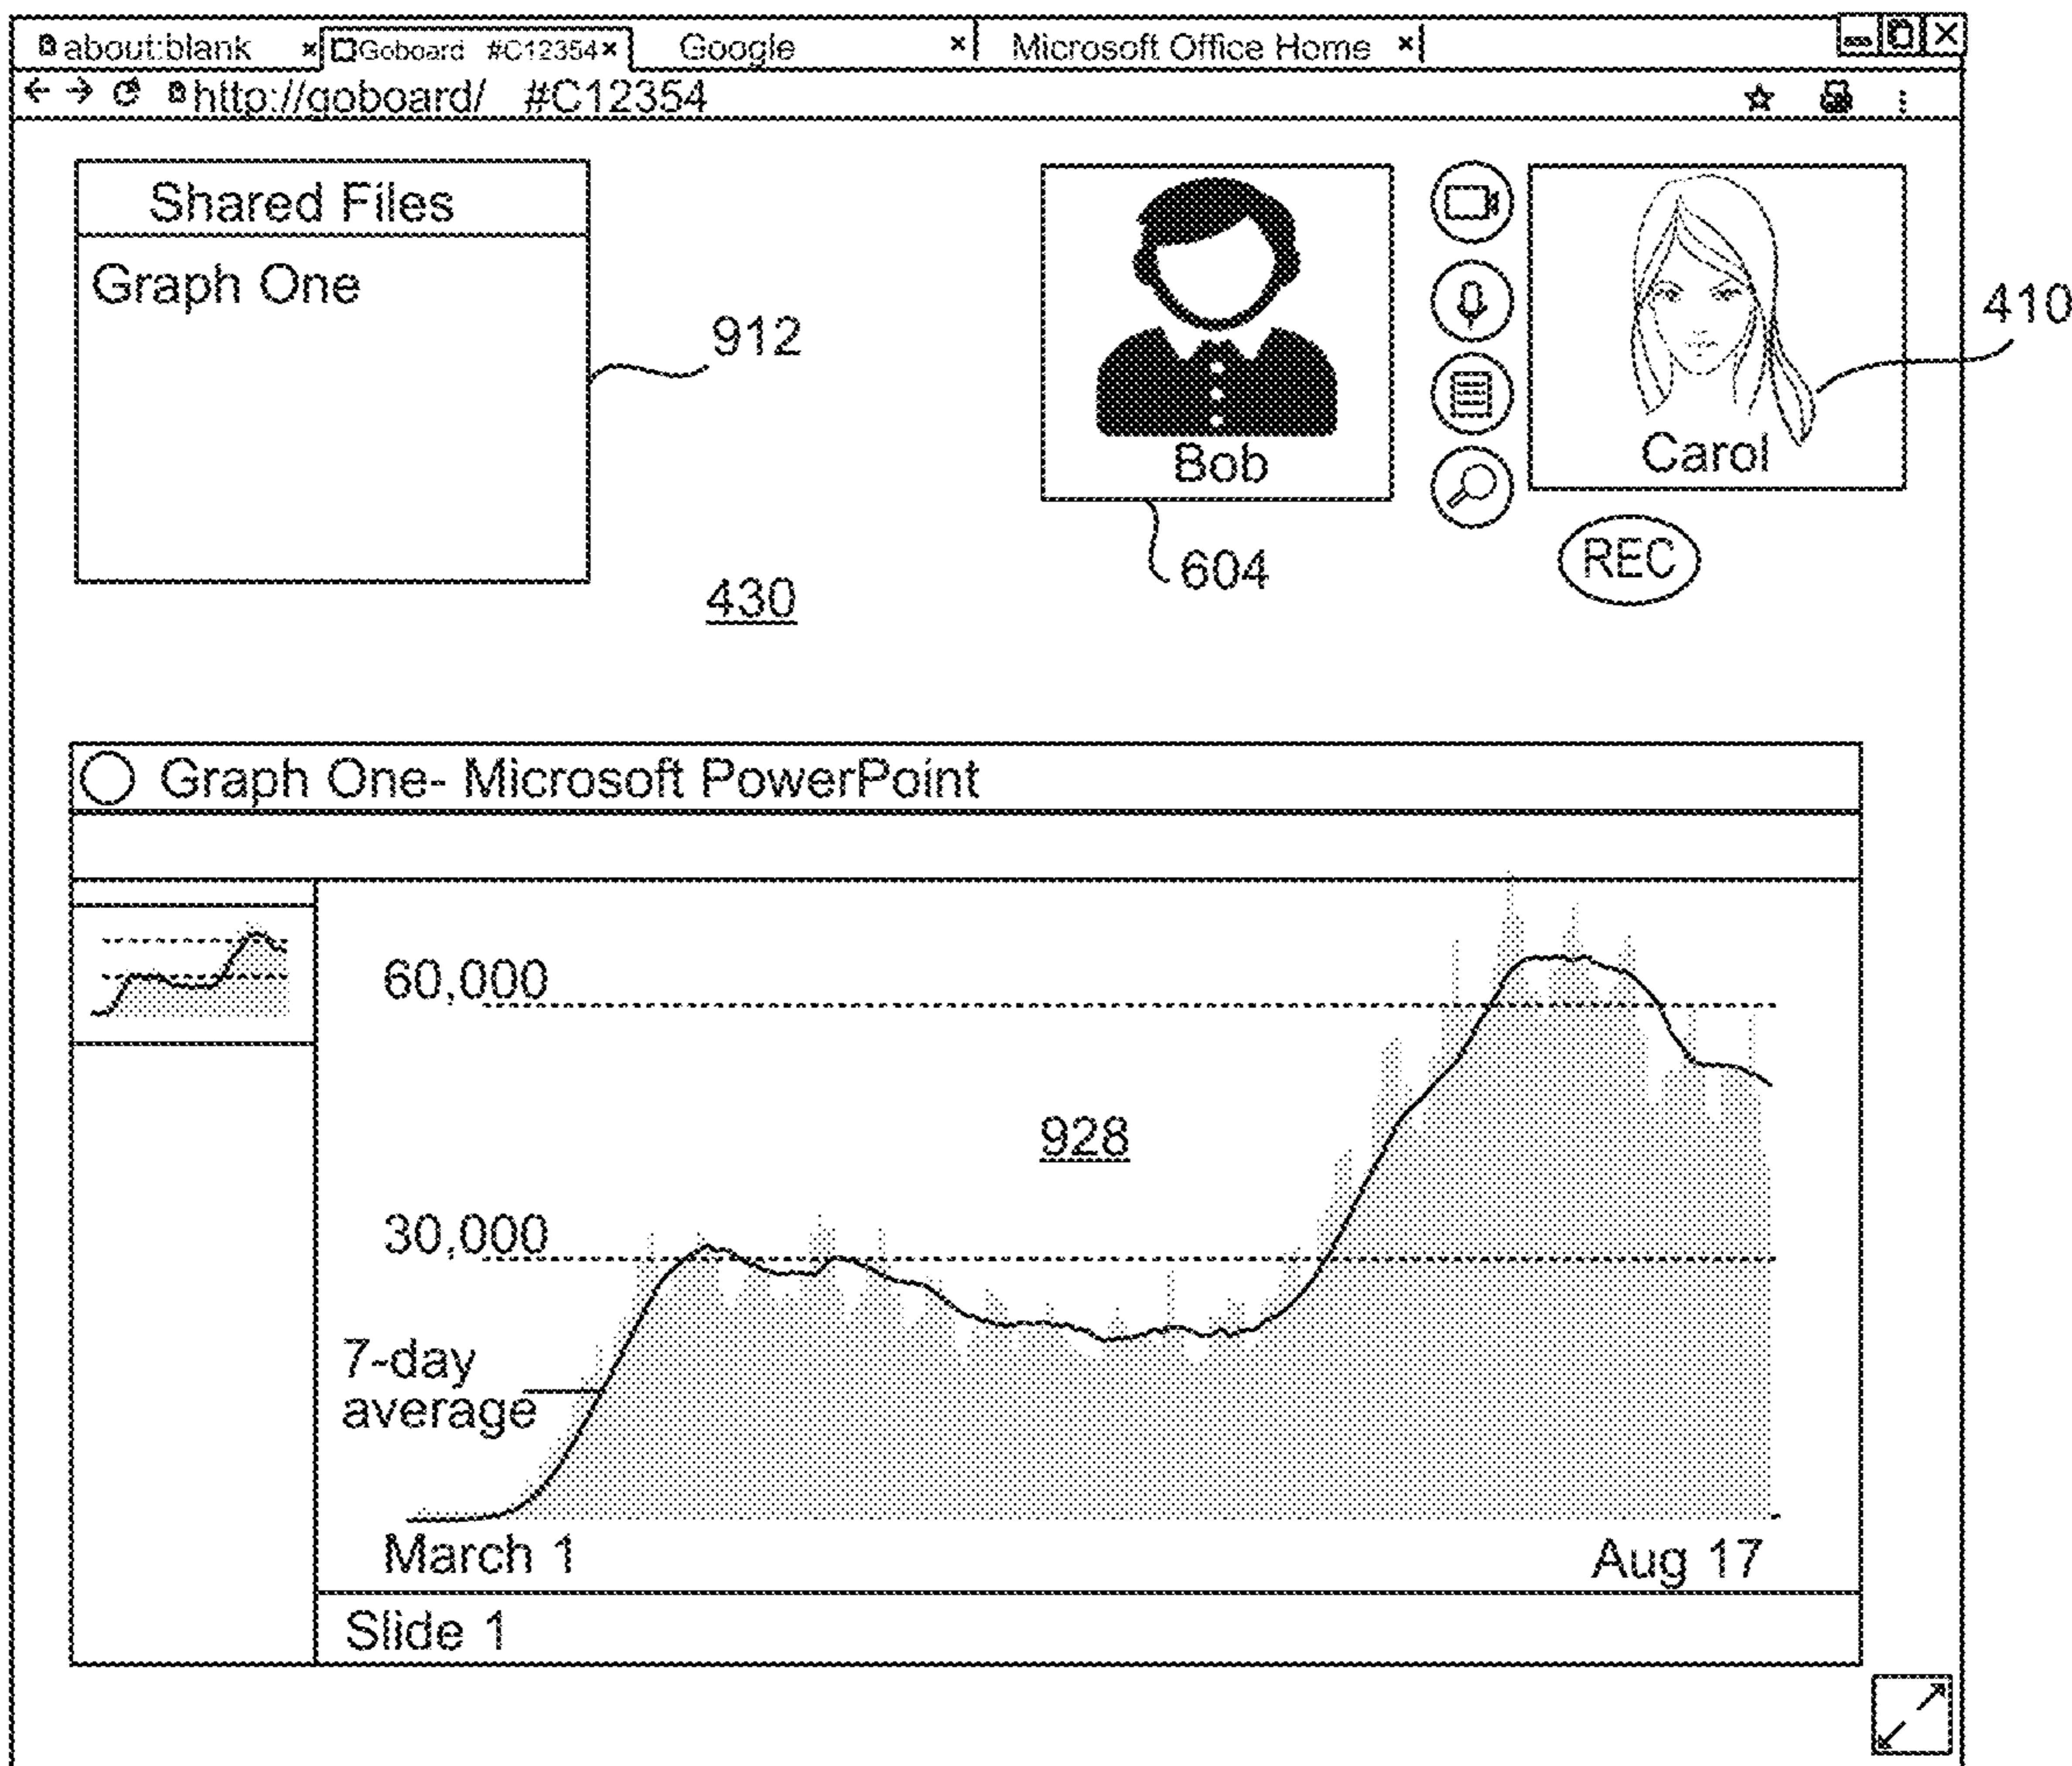 about:blank × Goboard #C12354× Google × Microsoft Office Home ×
http://goboard/ #C12354
Shared Files
Graph One
912
Bob
Carol
410
604
REC
430
Graph One- Microsoft PowerPoint
60,000
928
30,000
7-day
average
March 1
Aug 17
Slide 1